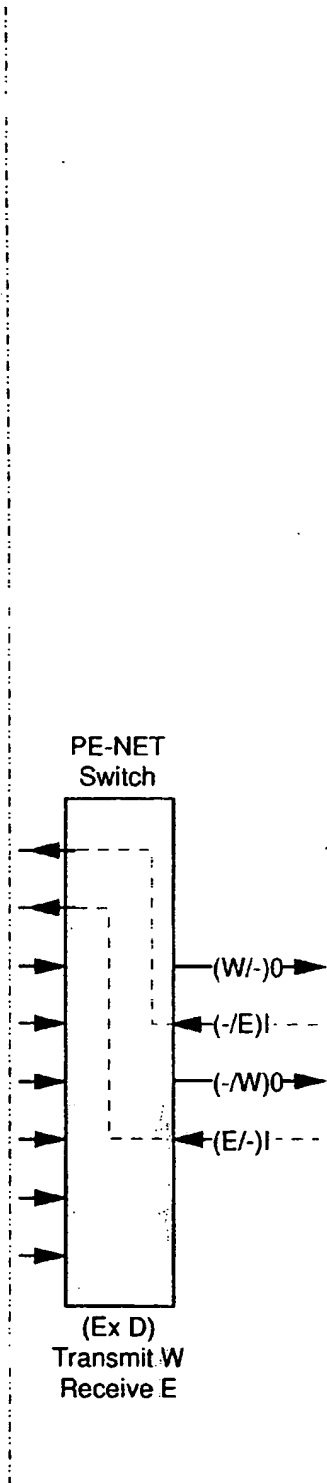 PE-NET
Switch
(W/-)0
(-/E)I
(-/W)0
(E/-)I
(Ex D)
Transmit W
Receive E